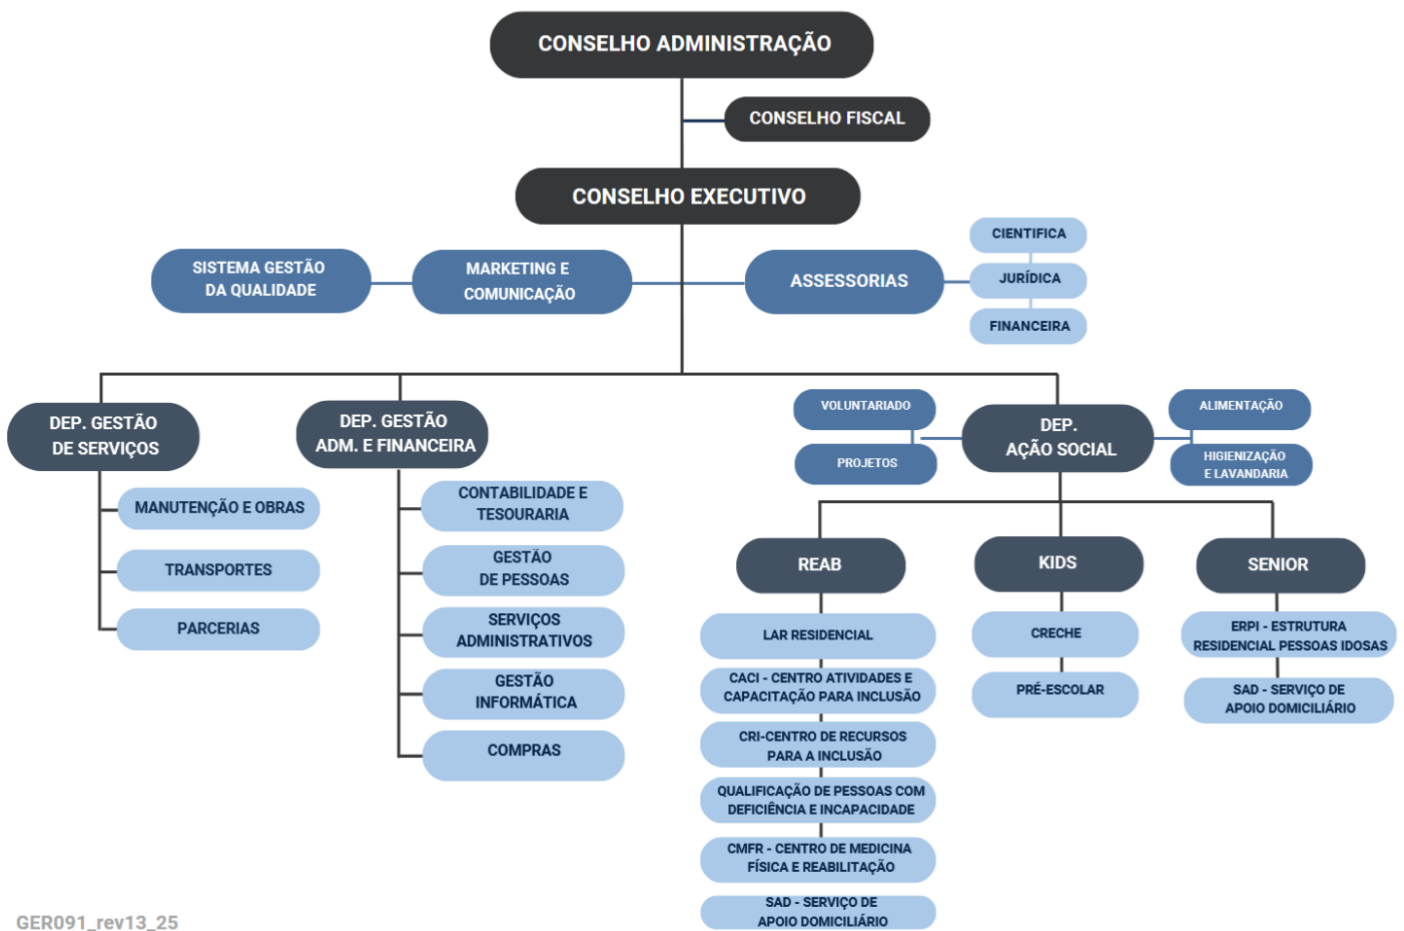 CONSELHO ADMINISTRAÇÃO
CONSELHO FISCAL
CONSELHO EXECUTIVO
SISTEMA GESTÃO
DA QUALIDADE
MARKETING E
COMUNICAÇÃO
ASSESSORIAS
CIENTIFICA
JURÍDICA
FINANCEIRA
DEP. GESTÃO
DE SERVIÇOS
MANUTENÇÃO E OBRAS
TRANSPORTES
PARCERIAS
DEP. GESTÃO
ADM. E FINANCEIRA
CONTABILIDADE E
TESOURARIA
GESTÃO
DE PESSOAS
SERVIÇOS
ADMINISTRATIVOS
GESTÃO
INFORMÁTICA
COMPRAS
VOLUNTARIADO
PROJETOS
DEP.
AÇÃO SOCIAL
ALIMENTAÇÃO
HIGIENIZAÇÃO
E LAVANDARIA
REAB
LAR RESIDENCIAL
CACI - CENTRO ATIVIDADES E
CAPACITAÇÃO PARA INCLUSÃO
CRI-CENTRO DE RECURSOS
PARA A INCLUSÃO
QUALIFICAÇÃO DE PESSOAS COM
DEFICIÊNCIA E INCAPACIDADE
CMFR - CENTRO DE MEDICINA
FÍSICA E REABILITAÇÃO
SAD - SERVIÇO DE
APOIO DOMICILIÁRIO
KIDS
CRECHE
PRÉ-ESCOLAR
SENIOR
ERPI - ESTRUTURA
RESIDENCIAL PESSOAS IDOSAS
SAD - SERVIÇO DE
APOIO DOMICILIÁRIO
GER091_rev13_25